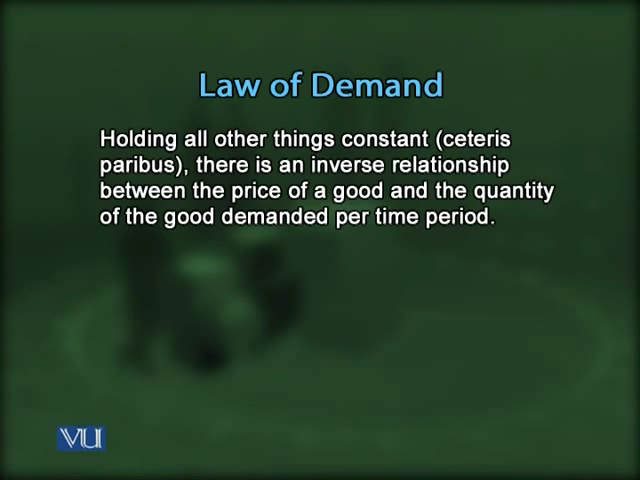 Law of Demand
Holding all other things constant (ceteris
paribus), there is an inverse relationship
between the price of a good and the quantity
of the good demanded per time period.
VU